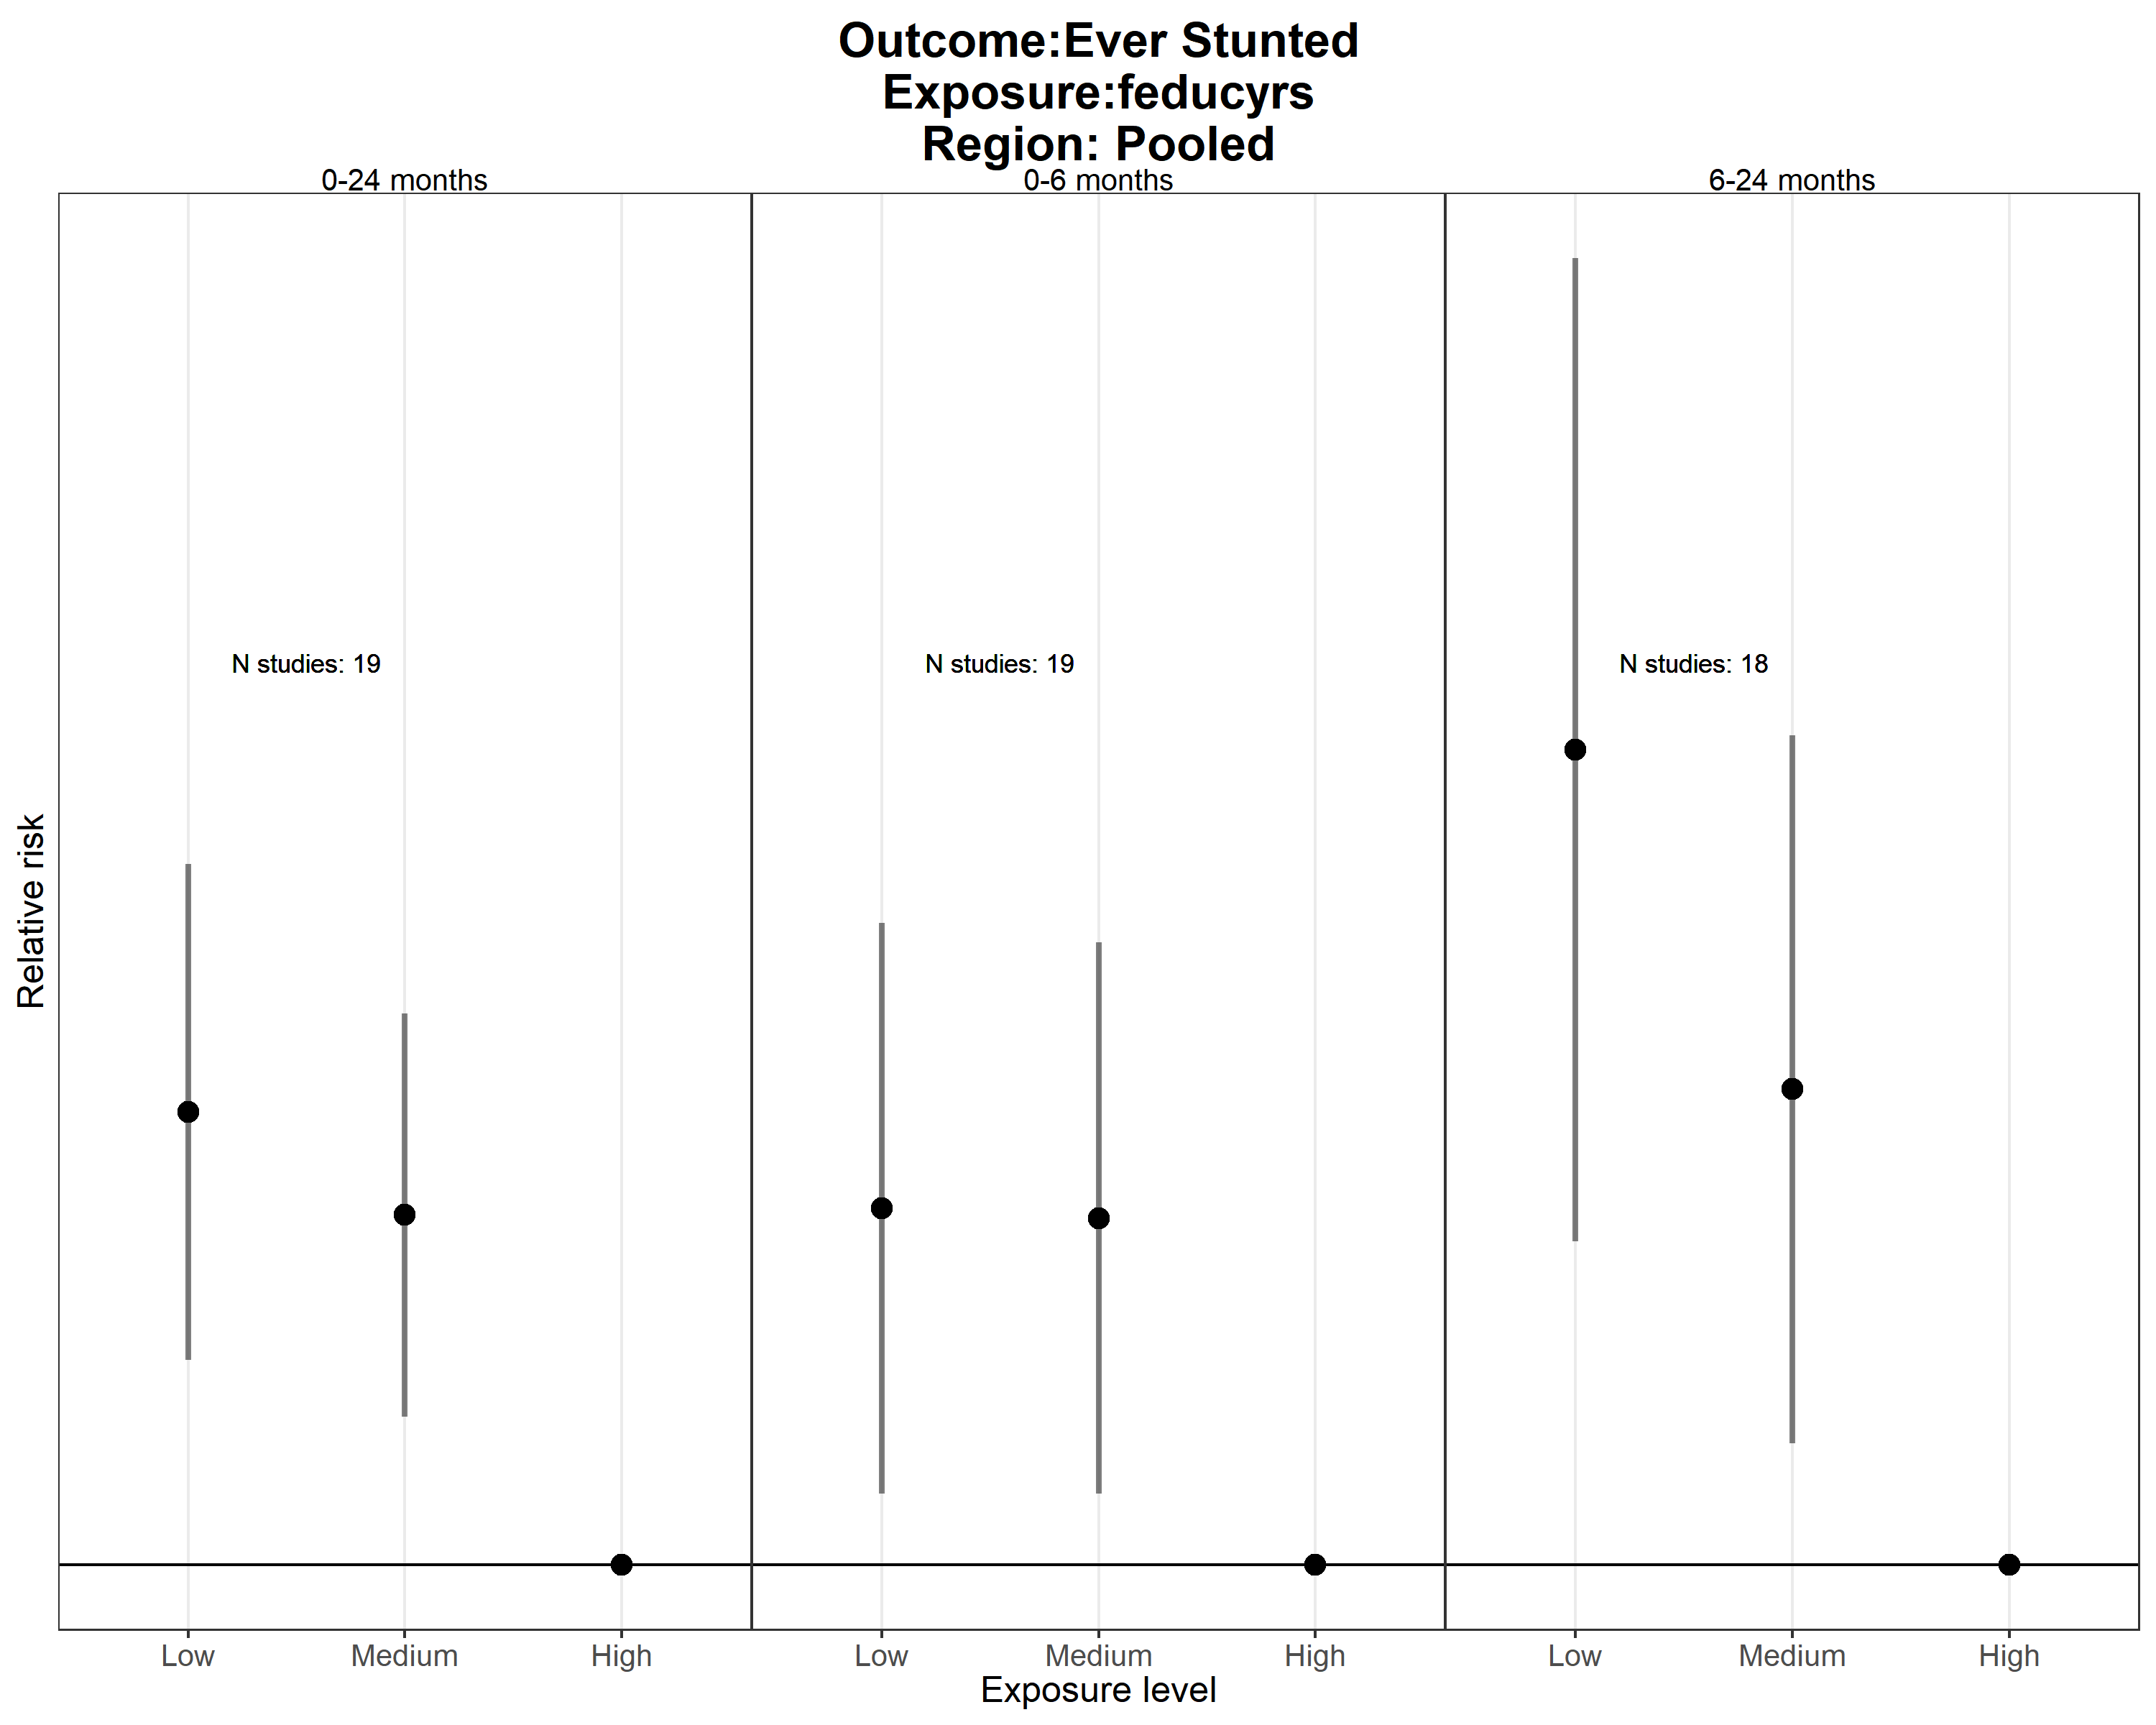 Outcome:Ever Stunted
Exposure:feducyrs
Region: Pooled
0-24 months
0-6 months
6-24 months
N studies: 19
N studies: 19
N studies: 18
Relative risk
Low
Medium
High
Low
Medium
High
Low
Medium
High
Exposure level